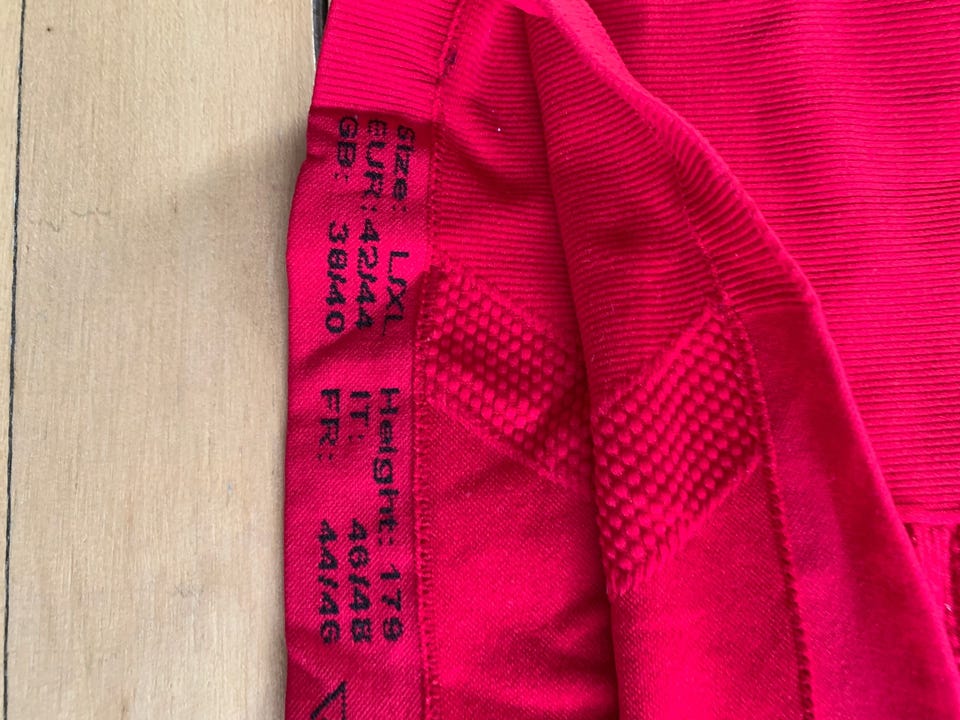 Size: L/XL Height: 179
EUR:42/44 IT: 46/48
GB: 38/40 FR: 44/46